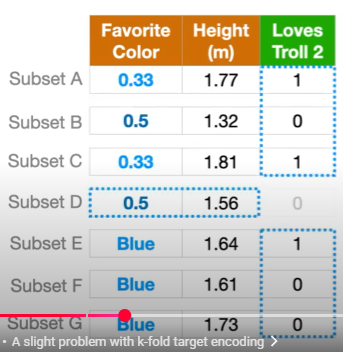 Favorite Color Height (m) Loves Troll 2
Subset A 0.33 1.77 1
Subset B 0.5 1.32 0
Subset C 0.33 1.81 1
Subset D 0.5 1.56 0
Subset E Blue 1.64 1
Subset F Blue 1.61 0
Subset G Blue 1.73 0
• A slight problem with k-fold target encoding >